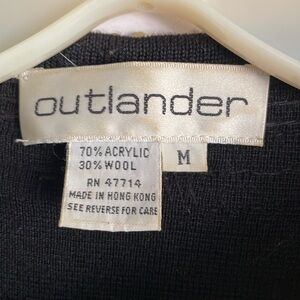 outlander
70% ACRYLIC
30% WOOL
M
RN 47714
MADE IN HONG KONG
SEE REVERSE FOR CARE